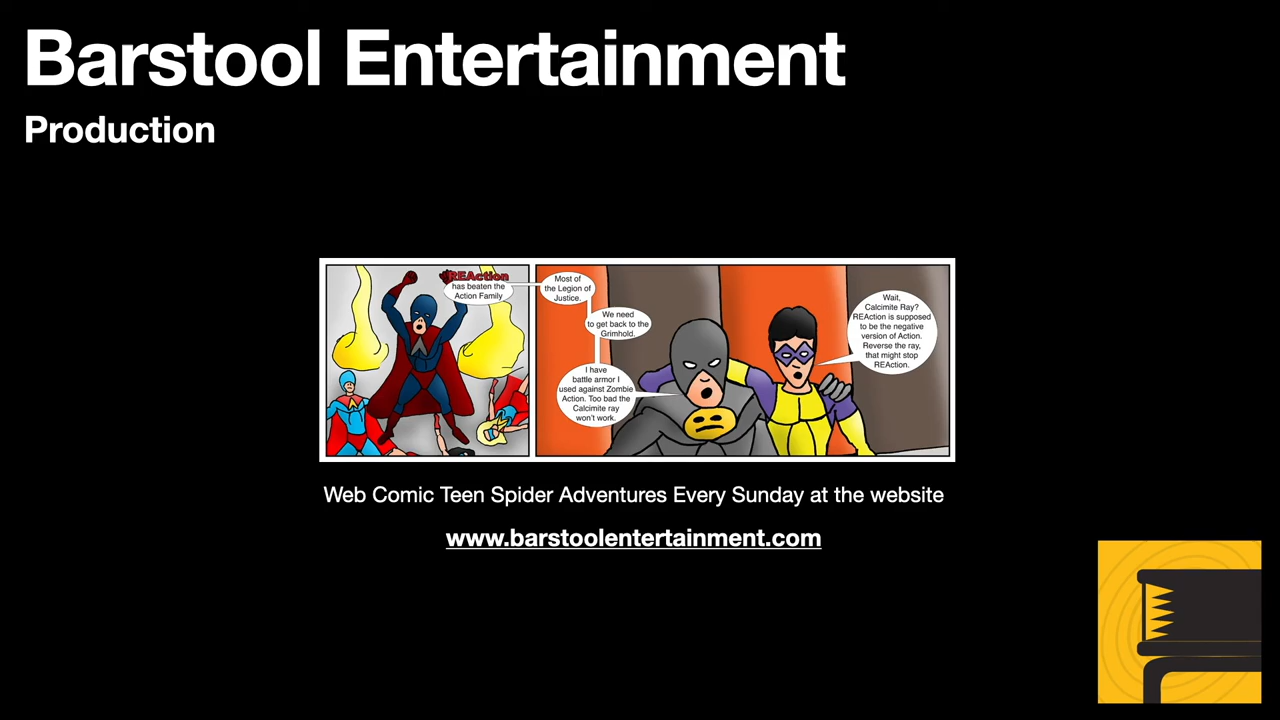 Barstool Entertainment
Production
REAction
has beaten the
Action Family
Most of
the Legion of
Justice.
We need
to get back to the
Grimhold.
I have
battle armor I
used against Zombie
Action. Too bad the
Calcimite ray
won't work.
Wait,
Calcimite Ray?
REAction is supposed
to be the negative
version of Action.
Reverse the ray,
that might stop
REAction.
Web Comic Teen Spider Adventures Every Sunday at the website
www.barstoolentertainment.com